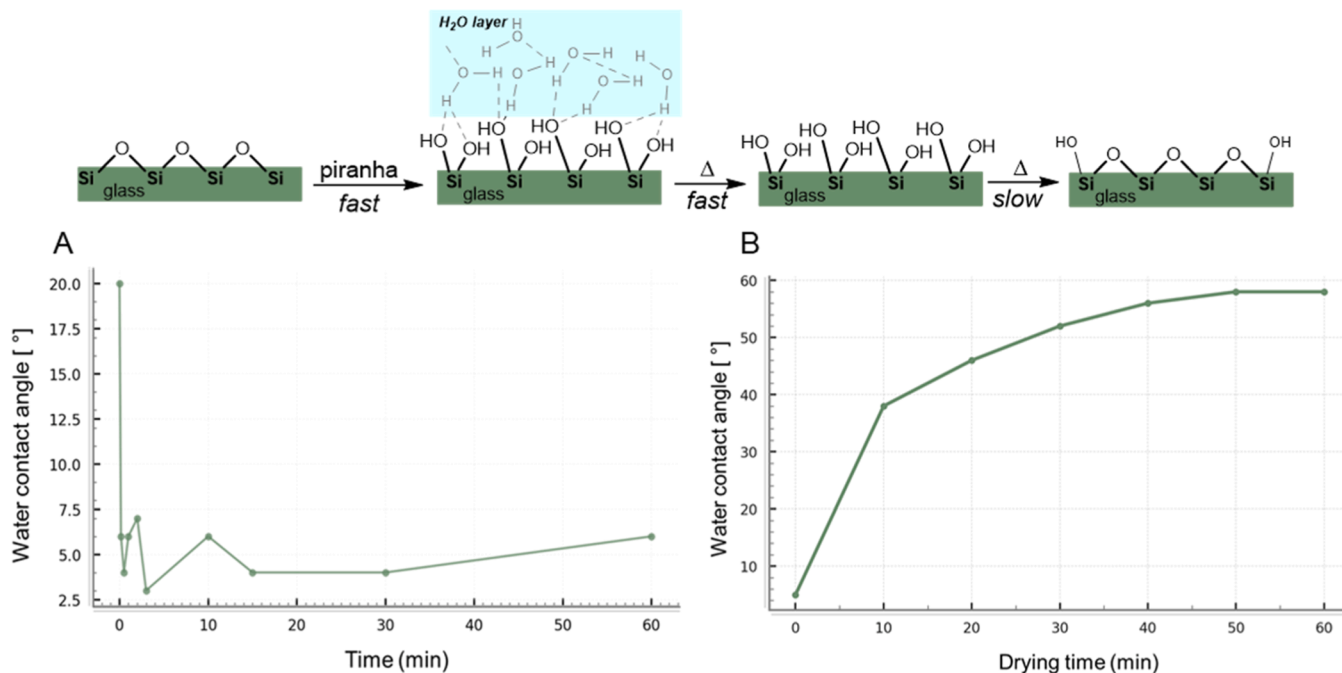 H₂O layer
H
O
H H
O H H O H O—H H
H O H O
H H H H
HO HO HO HO
O O O OH OH OH OH
Si Si Si Si
glass
piranha
fast
Si Si Si Si
glass
Δ
fast
HO HO HO HO
OH OH OH OH
Si Si Si Si
glass
Δ
slow
HO O O O OH
Si Si Si Si
glass
A
Water contact angle [ °]
20.0
17.5
15.0
12.5
10.0
7.5
5.0
2.5
0 10 20 30 40 50 60
Time (min)
B
Water contact angle [ °]
60
50
40
30
20
10
0 10 20 30 40 50 60
Drying time (min)